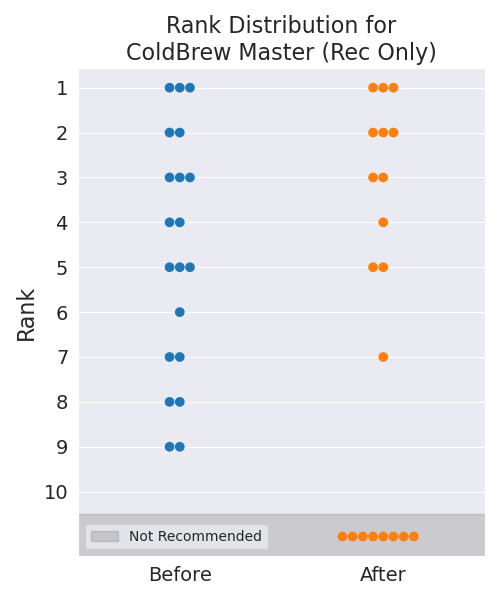 Rank Distribution for
ColdBrew Master (Rec Only)
Rank
1
2
3
4
5
6
7
8
9
10
Not Recommended
Before After